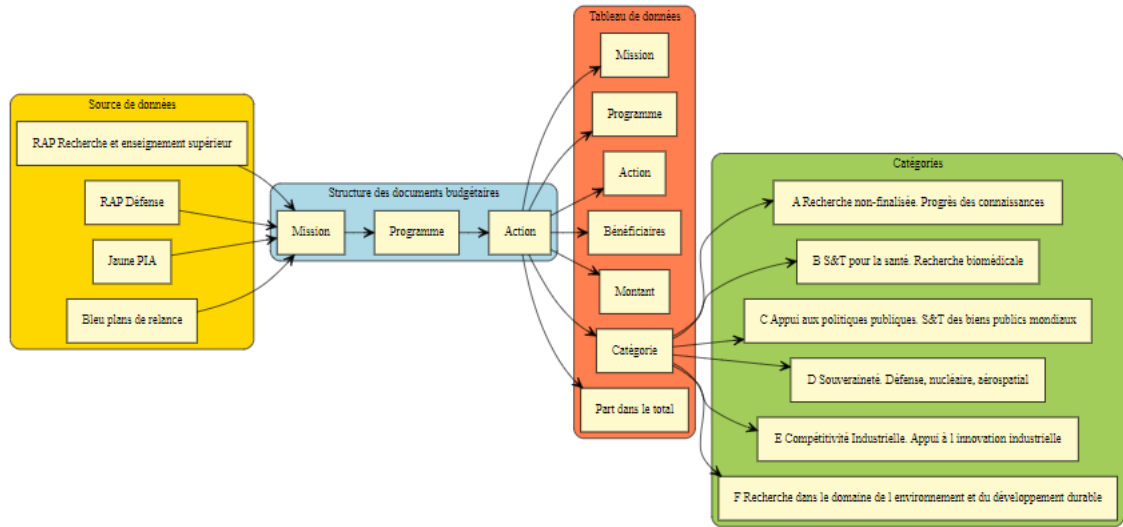 Source de données
RAP Recherche et enseignement supérieur
RAP Défense
Jaune PIA
Bleu plans de relance
Structure des documents budgétaires
Mission
Programme
Action
Tableau de données
Mission
Programme
Action
Bénéficiaires
Montant
Catégorie
Part dans le total
Catégories
A Recherche non-finalisée. Progrès des connaissances
B S&T pour la santé. Recherche biomédicale
C Appui aux politiques publiques. S&T des biens publics mondiaux
D Souveraineté. Défense, nucléaire, aérospatial
E Compétitivité Industrielle. Appui à l innovation industrielle
F Recherche dans le domaine de l environnement et du développement durable